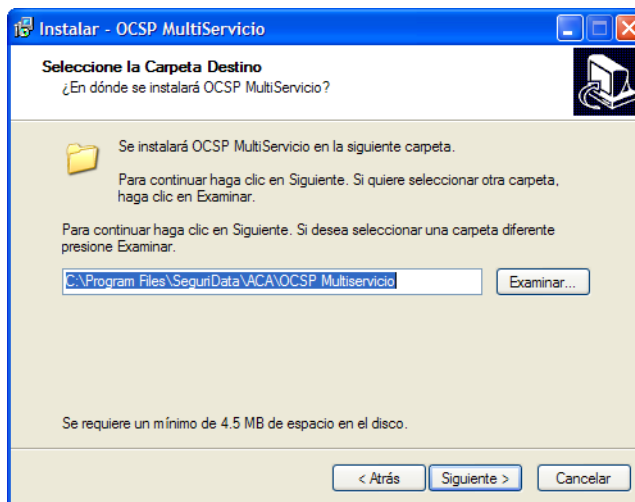 Instalar - OCSP MultiServicio
Seleccione la Carpeta Destino
¿En dónde se instalará OCSP MultiServicio?
Se instalará OCSP MultiServicio en la siguiente carpeta.
Para continuar haga clic en Siguiente. Si quiere seleccionar otra carpeta,
haga clic en Examinar.
Para continuar haga clic en Siguiente. Si desea seleccionar una carpeta diferente
presione Examinar.
C:\Program Files\SeguriData\ACA\OCSP Multiservicio
Examinar...
Se requiere un mínimo de 4.5 MB de espacio en el disco.
< Atrás
Siguiente >
Cancelar